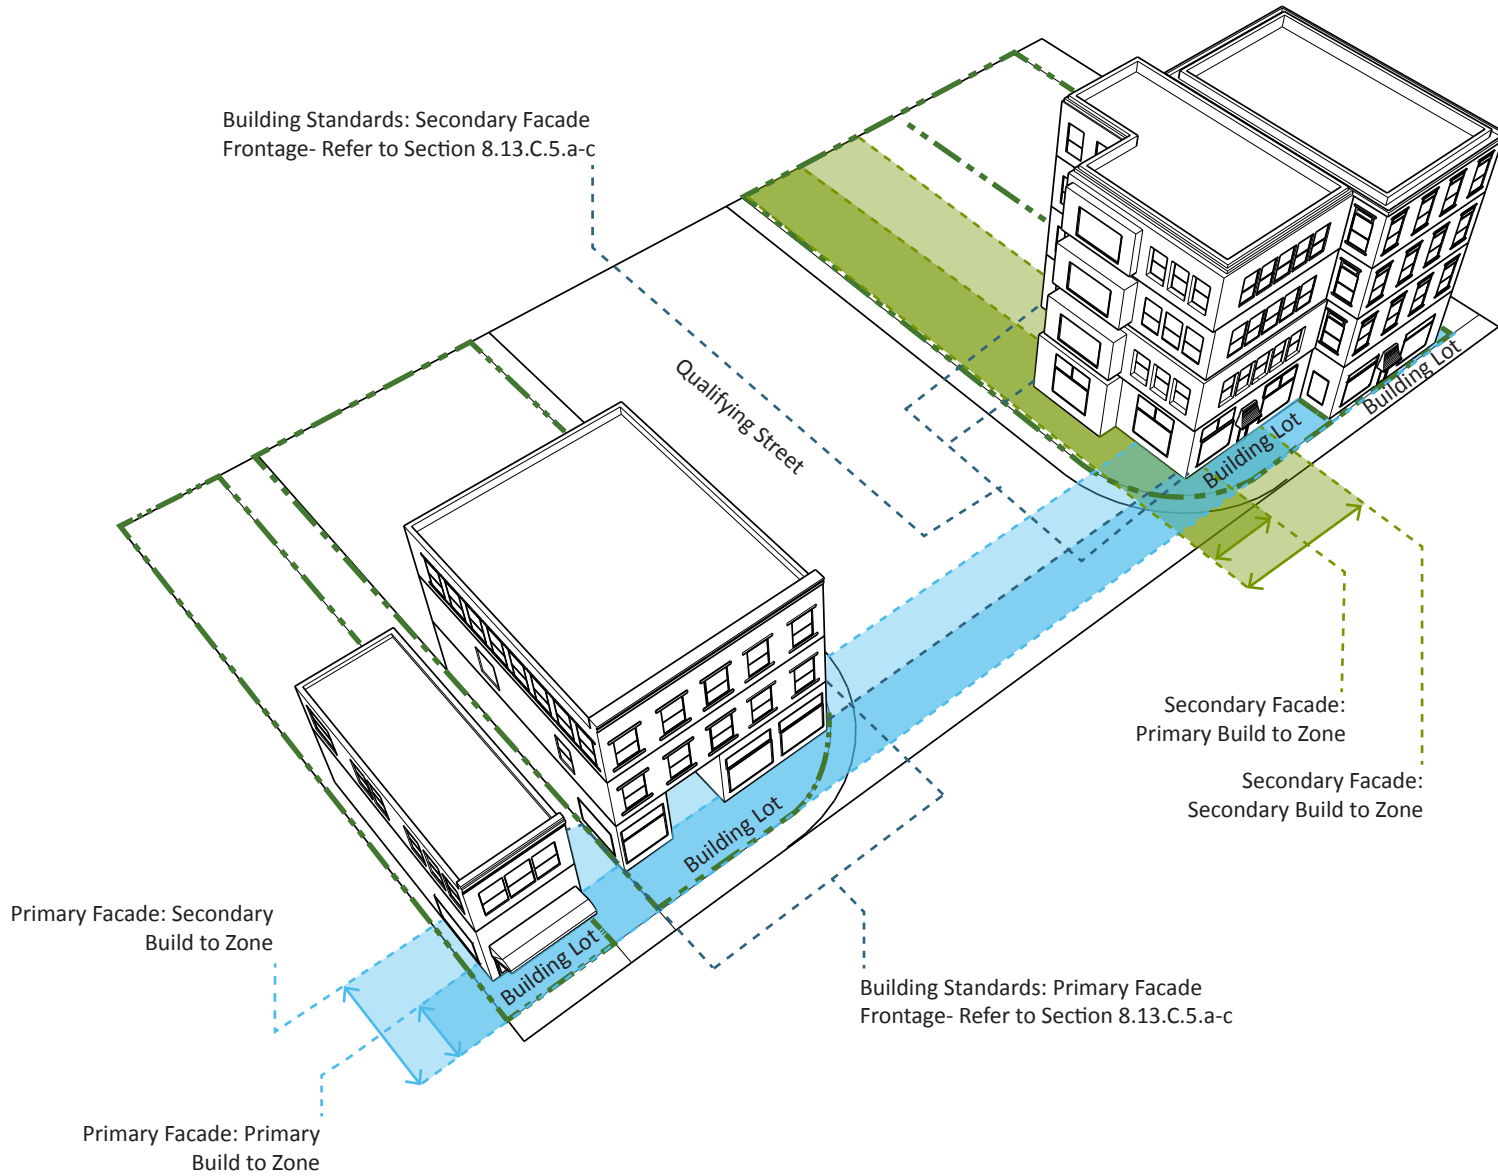 Building Standards: Secondary Facade
Frontage- Refer to Section 8.13.C.5.a-c
Qualifying Street
Building Lot
Building Lot
Building Lot
Building Lot
Secondary Facade:
Primary Build to Zone
Secondary Facade:
Secondary Build to Zone
Primary Facade: Secondary
Build to Zone
Building Standards: Primary Facade
Frontage- Refer to Section 8.13.C.5.a-c
Primary Facade: Primary
Build to Zone